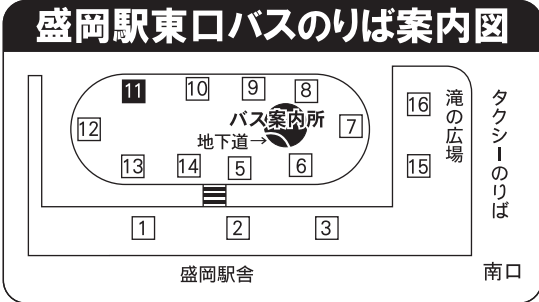 盛岡駅東口バスのりば案内図
11
10
9
8
16
滝の広場
タクシーのりば
バス案内所
12
7
地下道→
13
14
5
6
15
1
2
3
盛岡駅舎
南口